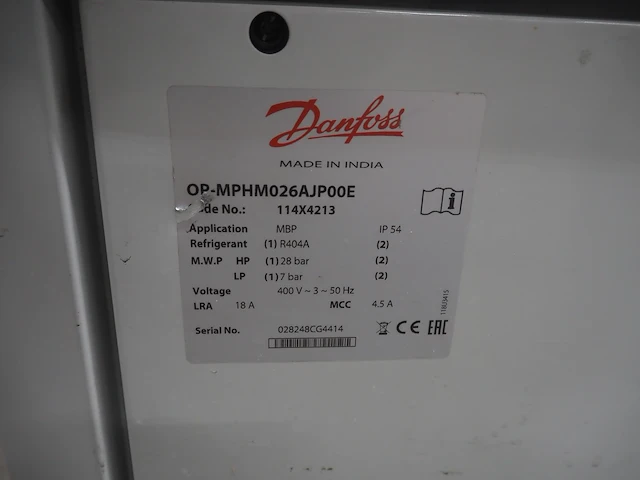 Danfoss
MADE IN INDIA
OP-MPHM026AJP00E
de No.: 114X4213
Application MBP IP 54
Refrigerant (1) R404A (2)
M.W.P HP (1) 28 bar (2)
LP (1) 7 bar (2)
Voltage 400 V ~ 3 ~ 50 Hz
LRA 18 A MCC 4.5 A
Serial No. 028248CG4414
CE EAC
118U3415